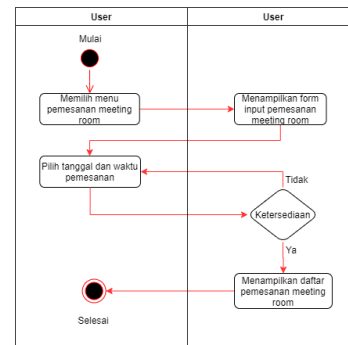 User
User
Mulai
Memilih menu
pemesanan meeting
room
Menampilkan form
input pemesanan
meeting room
Pilih tanggal dan waktu
pemesanan
Tidak
Ketersediaan
Ya
Menampilkan daftar
pemesanan meeting
room
Selesai